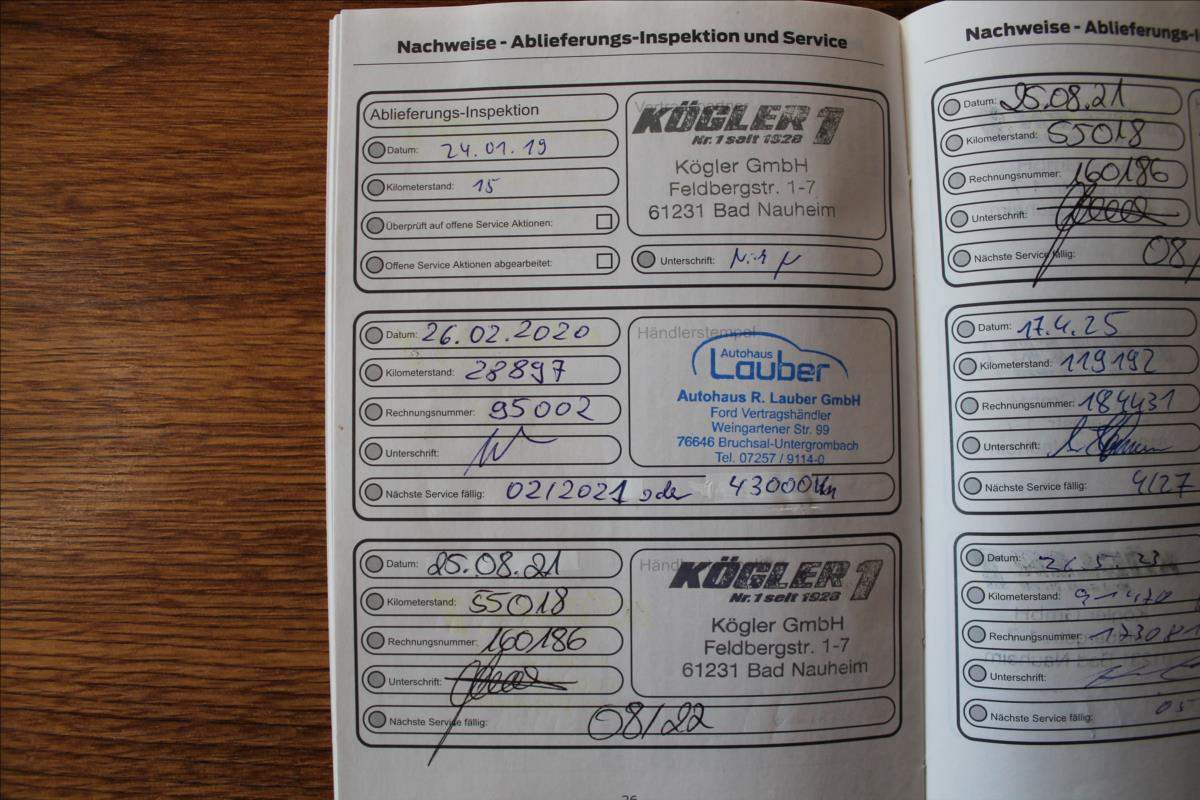 Nachweise - Ablieferungs-Inspektion und Service
Ablieferungs-Inspektion
Datum: 24.01.19
Kilometerstand: 15
Überprüft auf offene Service Aktionen:
Offene Service Aktionen abgearbeitet:
KÖGLER 1
Nr. 1 seit 1928
Kögler GmbH
Feldbergstr. 1-7
61231 Bad Nauheim
Unterschrift:
Datum: 26.02.2020
Kilometerstand: 28897
Rechnungsnummer: 95002
Unterschrift:
Nächste Service fällig: 02/2021 oder 43000 Km
Händlerstempel
Autohaus
Lauber
Autohaus R. Lauber GmbH
Ford Vertragshändler
Weingartener Str. 99
76646 Bruchsal-Untergrombach
Tel. 07257 / 9114-0
Datum: 25.08.21
Kilometerstand: 55018
Rechnungsnummer: 160186
Unterschrift:
Nächste Service fällig: 08/22
Händ
KÖGLER 1
Nr. 1 seit 1928
Kögler GmbH
Feldbergstr. 1-7
61231 Bad Nauheim
26
Nachweise - Ablieferungs-I
Datum: 25.08.21
Kilometerstand: 55018
Rechnungsnummer: 160186
Unterschrift:
Nächste Service fällig: 08/
Datum: 17.4.25
Kilometerstand: 119192
Rechnungsnummer: 184431
Unterschrift:
Nächste Service fällig: 4/27
Datum:
Kilometerstand:
Rechnungsnummer: 173081
Unterschrift:
Nächste Service fällig: 05